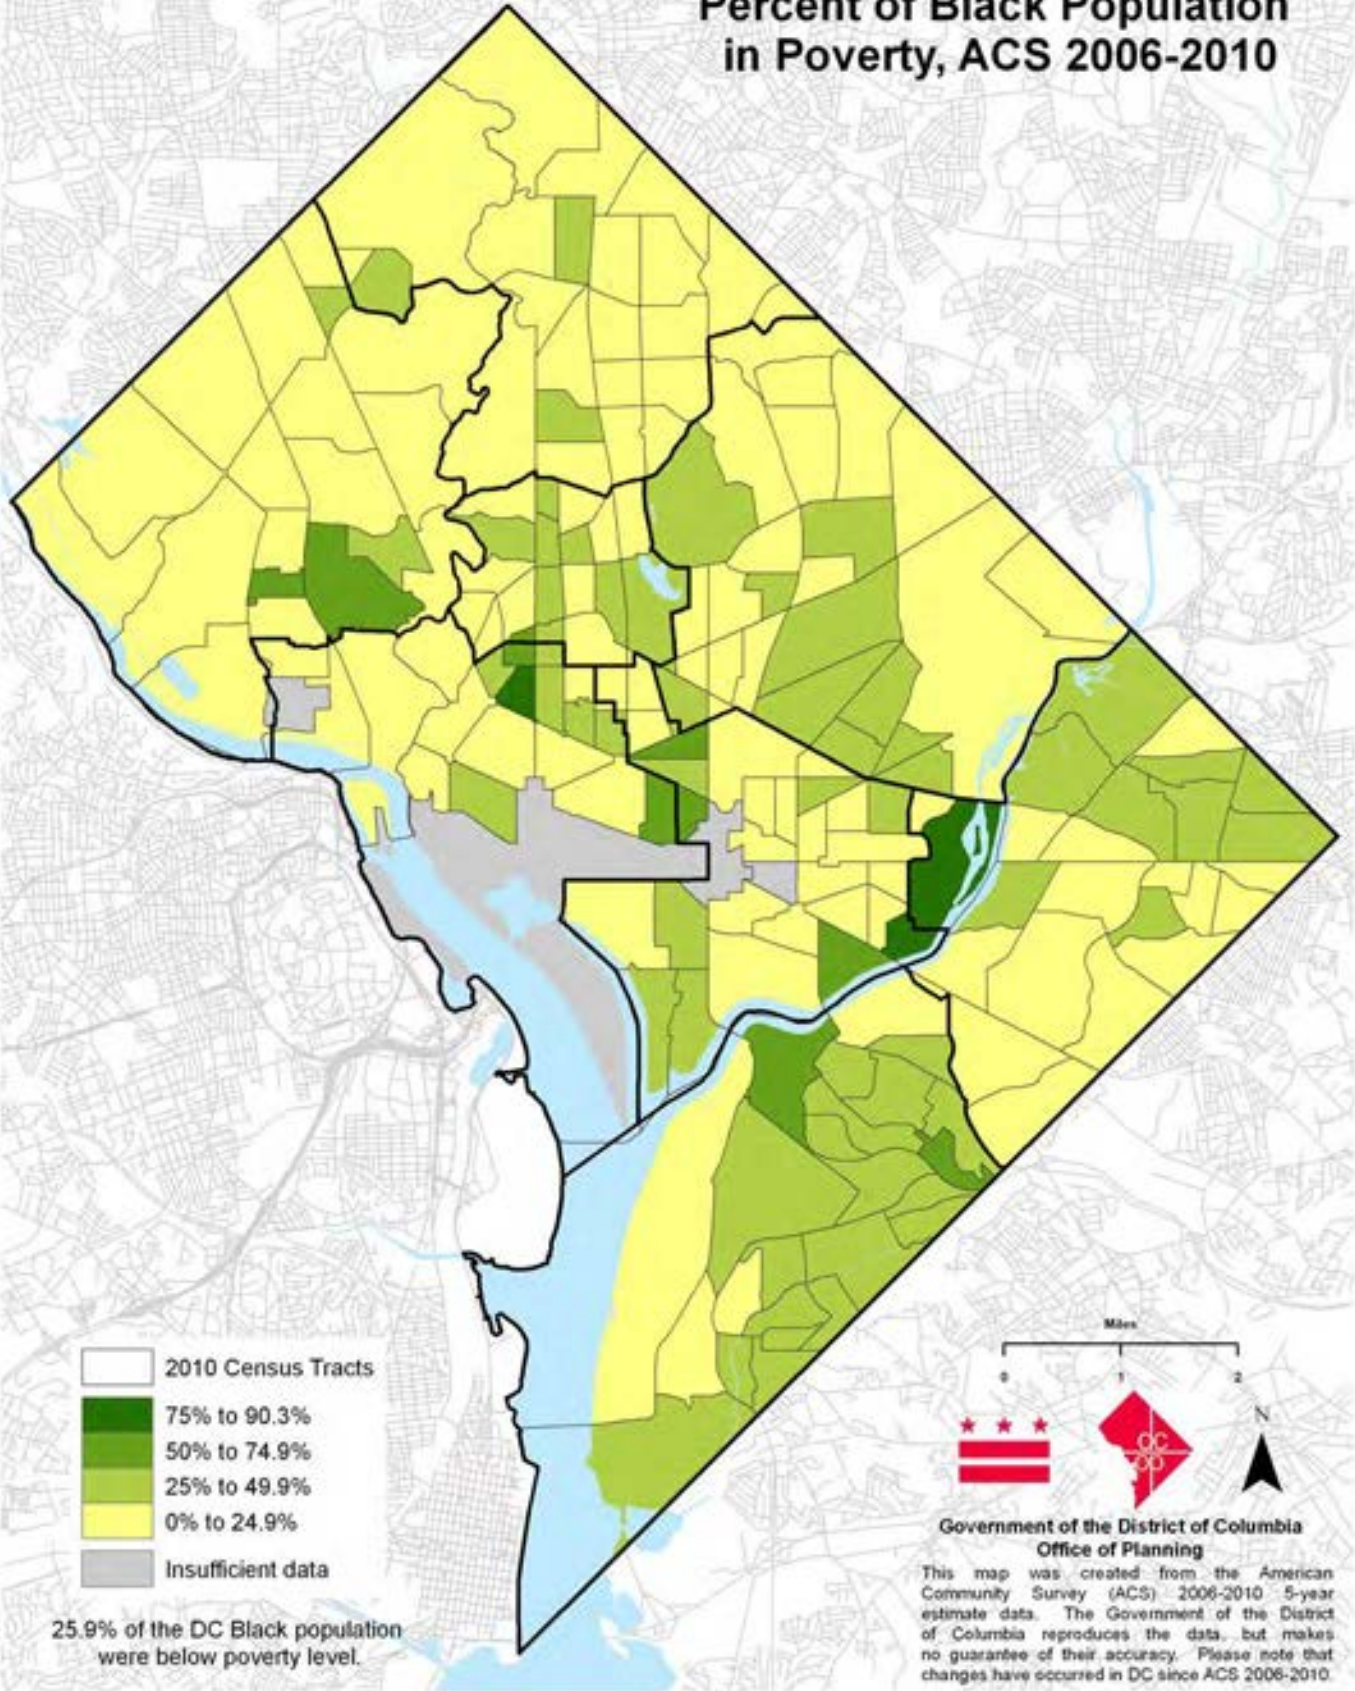 Percent of Black Population
in Poverty, ACS 2006-2010
Miles
0 1 2
2010 Census Tracts
75% to 90.3%
50% to 74.9%
25% to 49.9%
0% to 24.9%
Insufficient data
25.9% of the DC Black population
were below poverty level.
N
DC
OP
Government of the District of Columbia
Office of Planning
This map was created from the American
Community Survey (ACS) 2006-2010 5-year
estimate data. The Government of the District
of Columbia reproduces the data, but makes
no guarantee of their accuracy. Please note that
changes have occurred in DC since ACS 2006-2010.